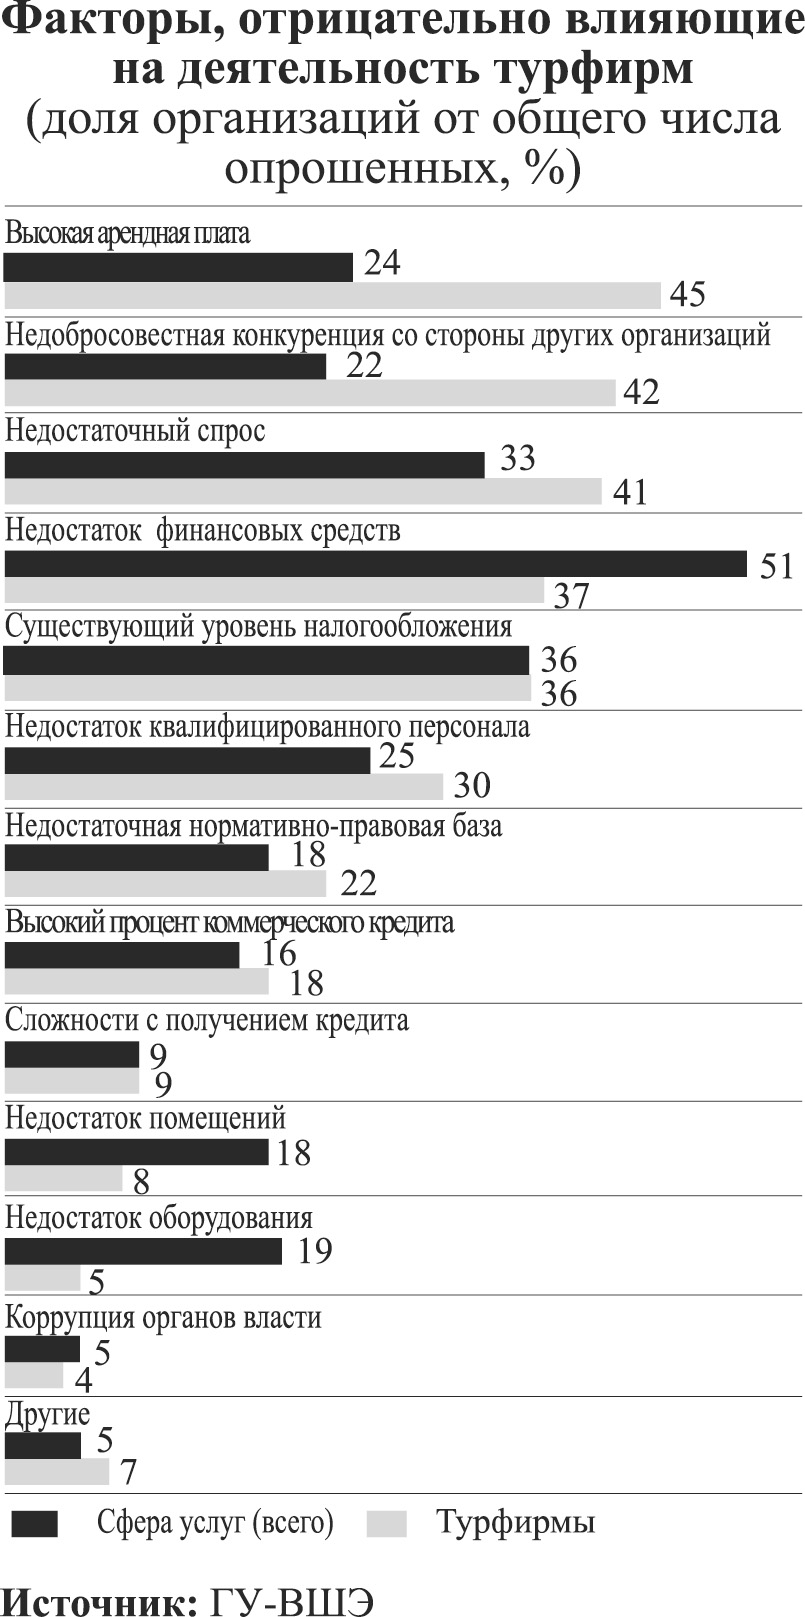 Факторы, отрицательно влияющие
на деятельность турфирм
(доля организаций от общего числа
опрошенных, %)
Высокая арендная плата
24
45
Недобросовестная конкуренция со стороны других организаций
22
42
Недостаточный спрос
33
41
Недостаток финансовых средств
51
37
Существующий уровень налогообложения
36
36
Недостаток квалифицированного персонала
25
30
Недостаточная нормативно-правовая база
18
22
Высокий процент коммерческого кредита
16
18
Сложности с получением кредита
9
9
Недостаток помещений
18
8
Недостаток оборудования
19
5
Коррупция органов власти
5
4
Другие
5
7
Сфера услуг (всего) Турфирмы
Источник: ГУ-ВШЭ